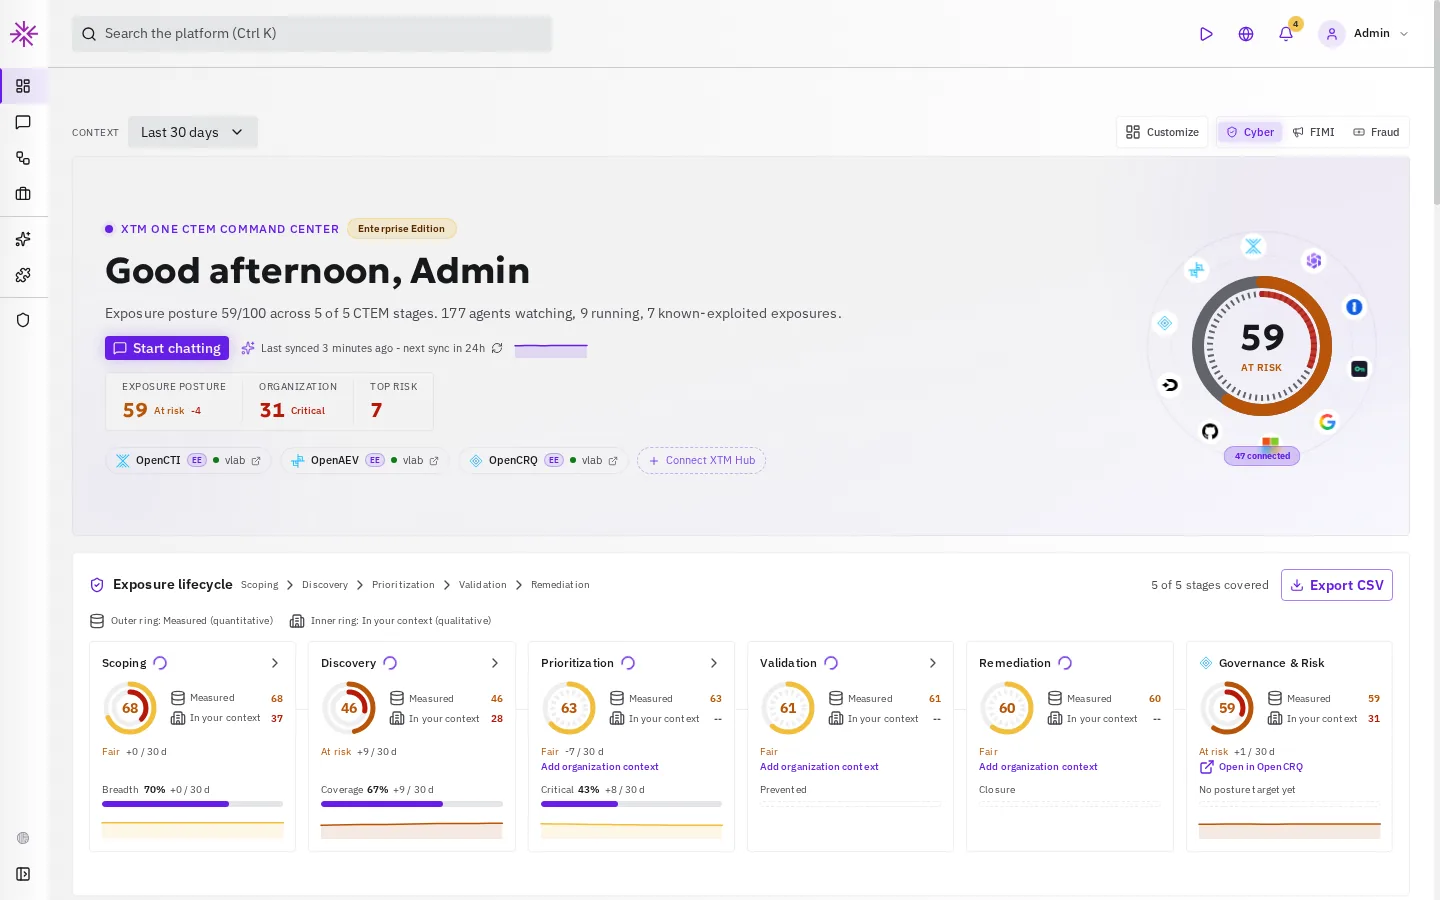 Search the platform (Ctrl K)
4
Admin
CONTEXT
Last 30 days
Customize
Cyber
FIMI
Fraud
XTM ONE CTEM COMMAND CENTER
Enterprise Edition
Good afternoon, Admin
Exposure posture 59/100 across 5 of 5 CTEM stages. 177 agents watching, 9 running, 7 known-exploited exposures.
Start chatting
Last synced 3 minutes ago - next sync in 24h
EXPOSURE POSTURE
59 At risk -4
ORGANIZATION
31 Critical
TOP RISK
7
OpenCTI EE vlab
OpenAEV EE vlab
OpenCRQ EE vlab
Connect XTM Hub
59
AT RISK
47 connected
Exposure lifecycle
Scoping > Discovery > Prioritization > Validation > Remediation
5 of 5 stages covered
Export CSV
Outer ring: Measured (quantitative)
Inner ring: In your context (qualitative)
Scoping
68
Measured 68
In your context 37
Fair +0 / 30 d
Breadth 70% +0 / 30 d
Discovery
46
Measured 46
In your context 28
At risk +9 / 30 d
Coverage 67% +9 / 30 d
Prioritization
63
Measured 63
In your context --
Fair -7 / 30 d
Add organization context
Critical 43% +8 / 30 d
Validation
61
Measured 61
In your context --
Fair
Add organization context
Prevented
Remediation
60
Measured 60
In your context --
Fair
Add organization context
Closure
Governance & Risk
59
Measured 59
In your context 31
At risk +1 / 30 d
Open in OpenCRQ
No posture target yet